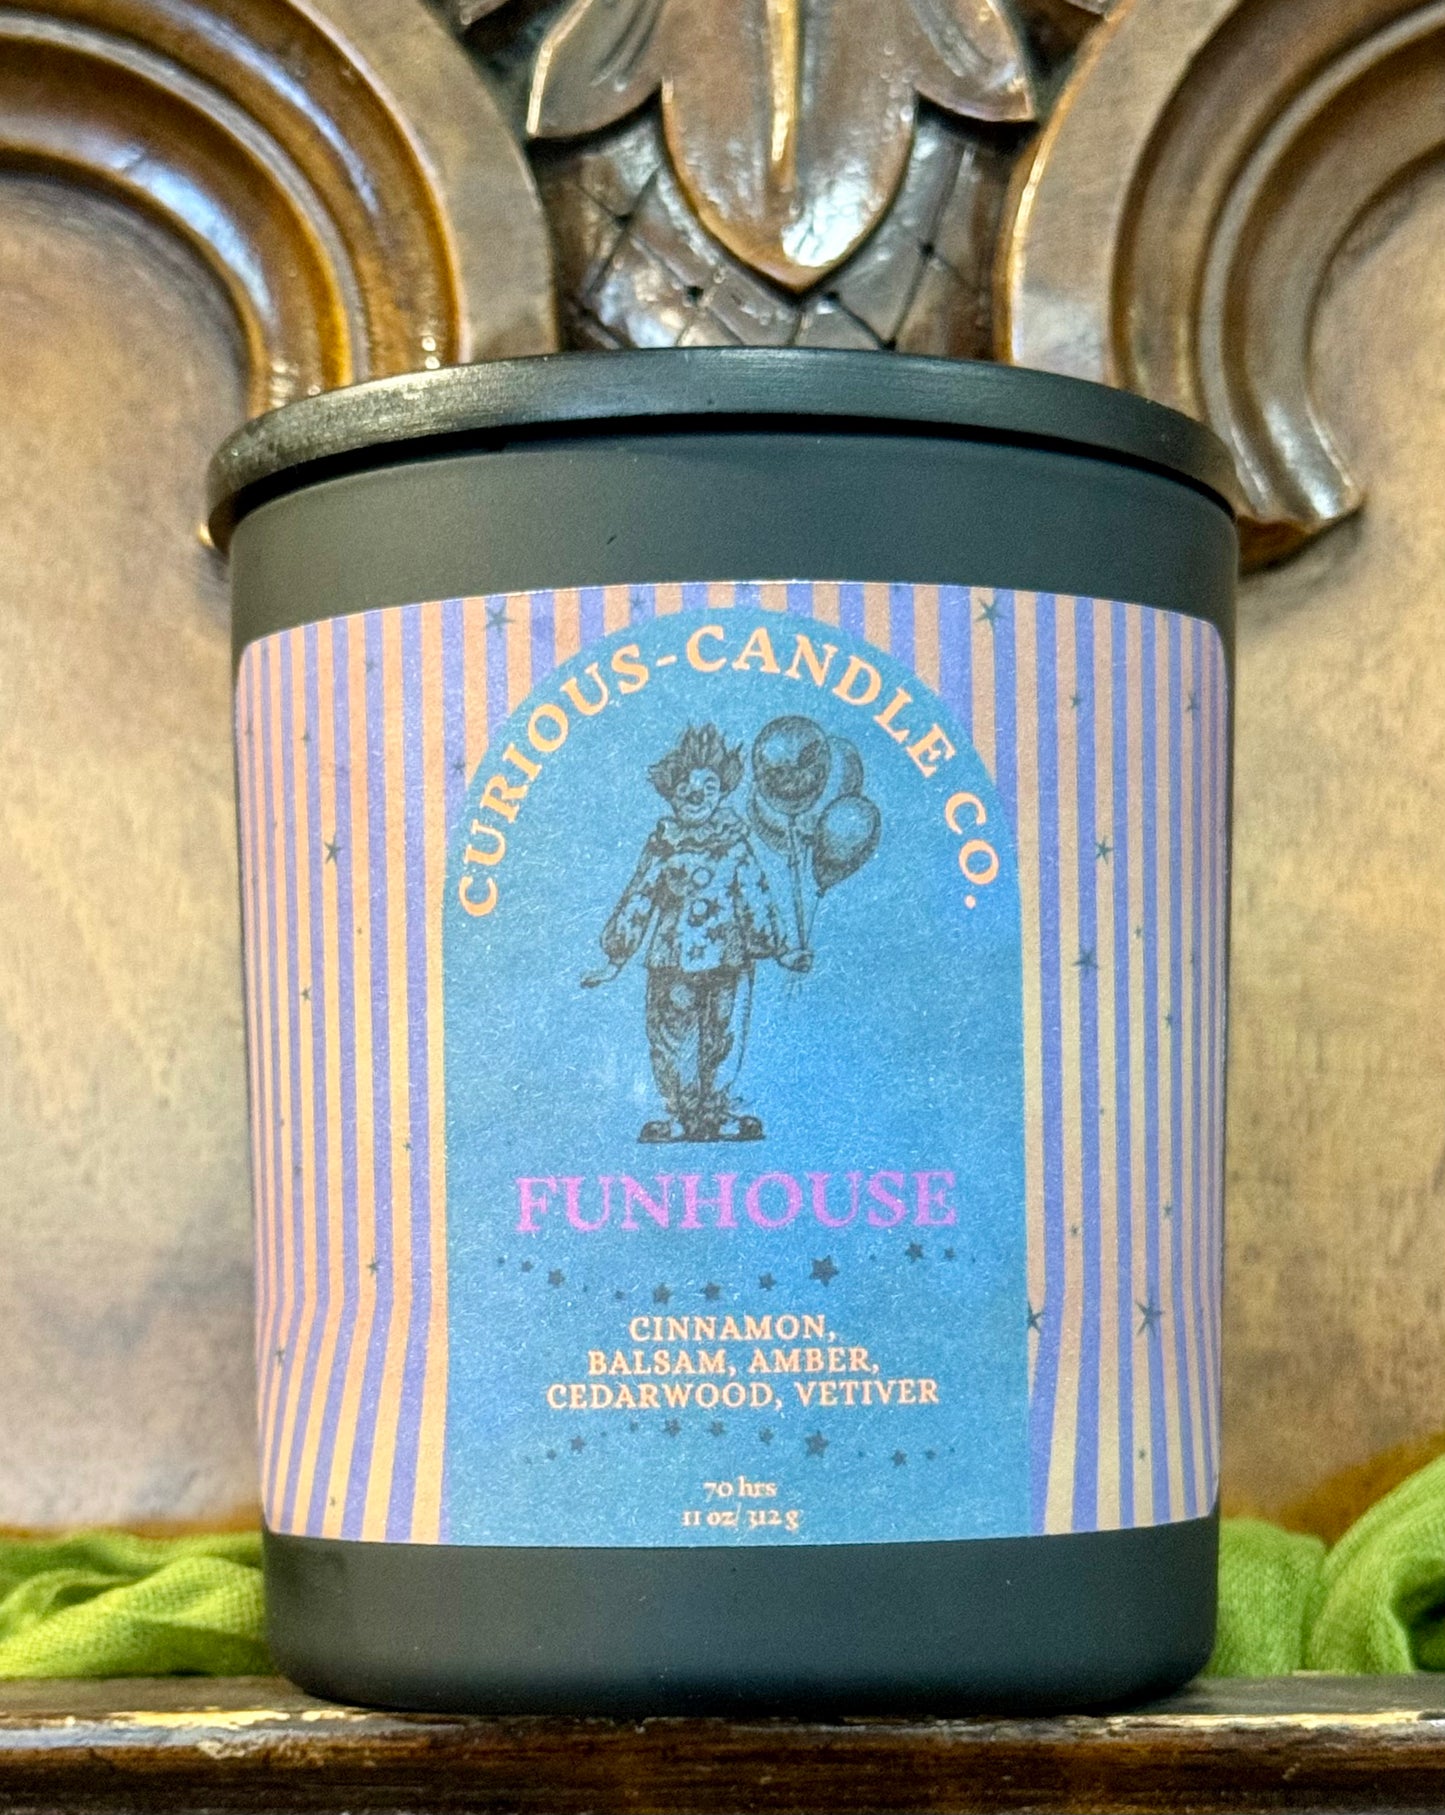 CURIOUS-CANDLE CO.
FUNHOUSE
CINNAMON,
BALSAM, AMBER,
CEDARWOOD, VETIVER
70 hrs
11 oz/ 312 g